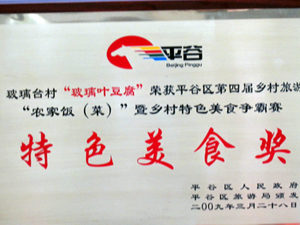 平谷
Beijing Pinggu
玻璃台村“玻璃叶豆腐”荣获平谷区第四届乡村旅游
“农家饭（菜）”暨乡村特色美食争霸赛
特色美食奖
平谷区人民政府
平谷区旅游局颁发
二00九年三月二十八日